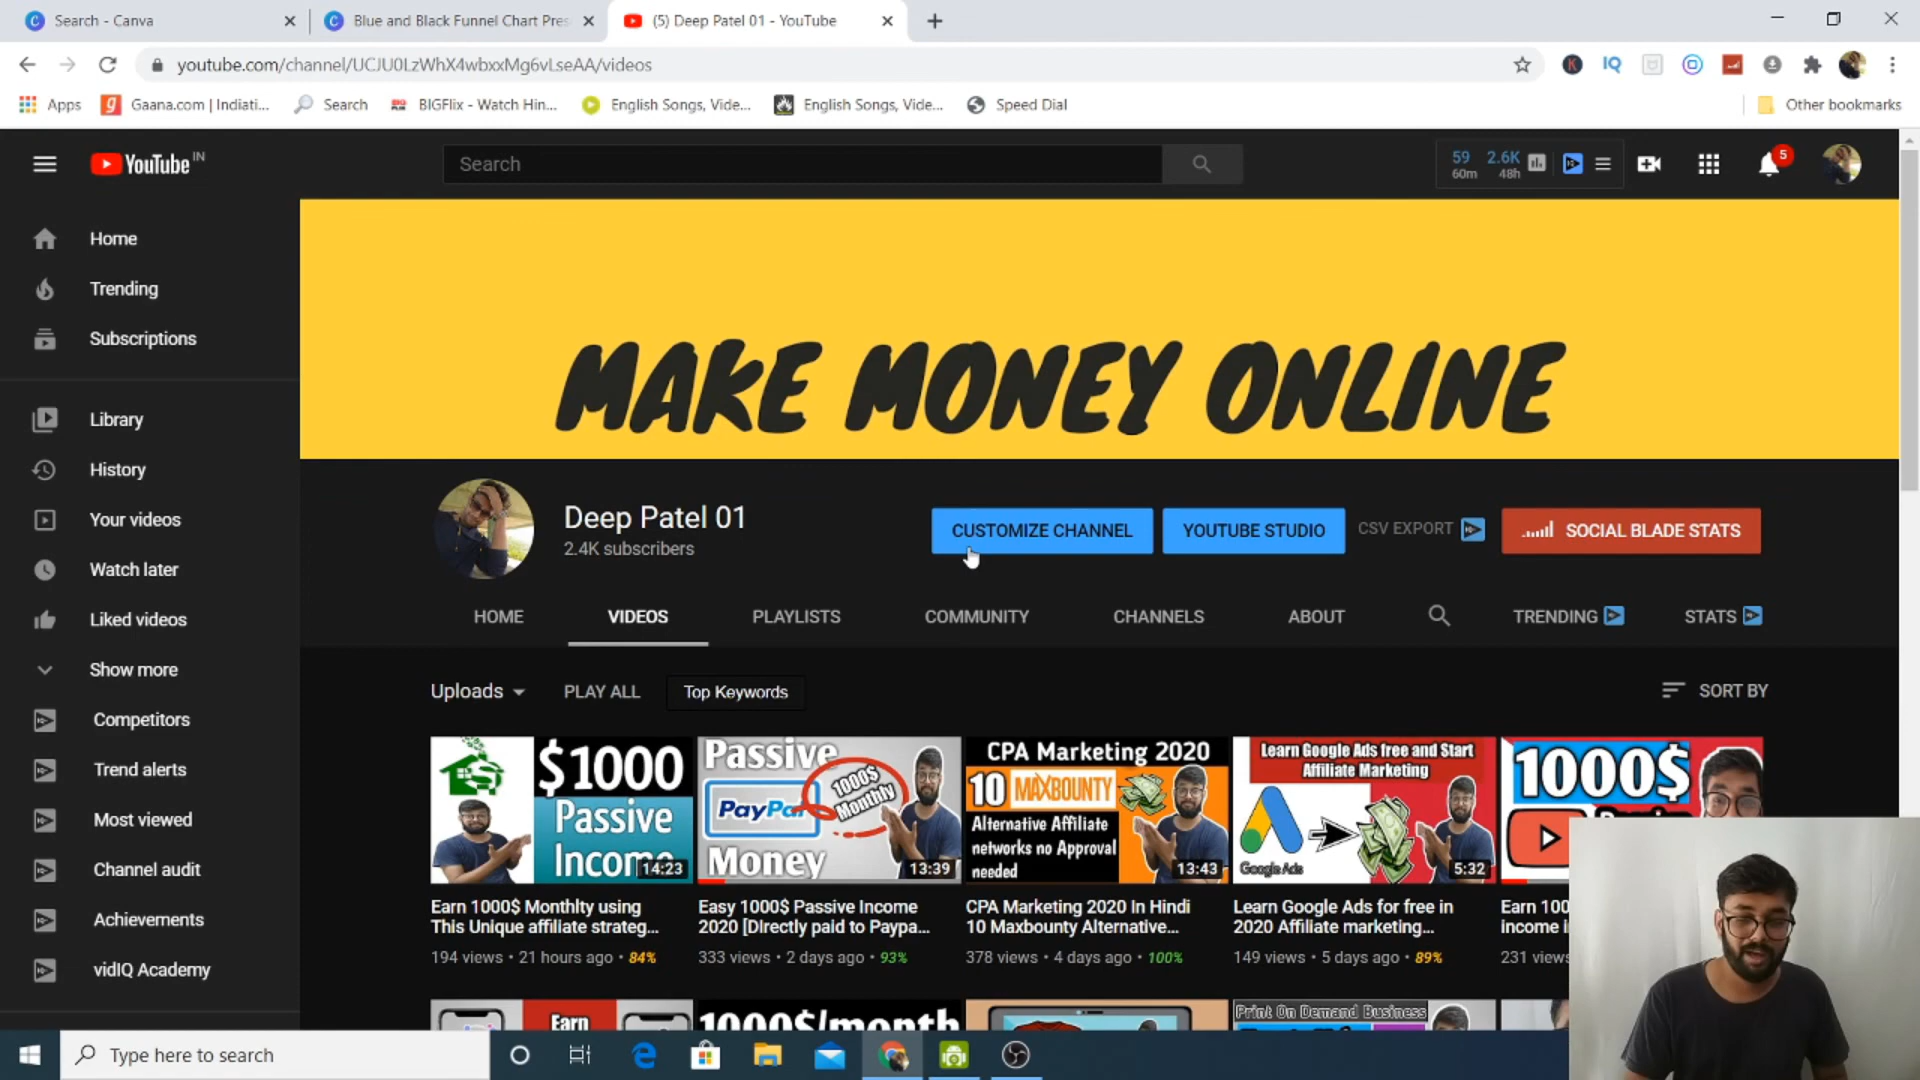 Search - Canva
Blue and Black Funnel Chart Pres
(5) Deep Patel 01 - YouTube
youtube.com/channel/UCJU0LzWhX4wbxxMg6vLseAA/videos
Apps
Gaana.com | Indiati...
Search
BIGFlix - Watch Hin...
English Songs, Vide...
English Songs, Vide...
Speed Dial
Other bookmarks
YouTube IN
Search
59
60m
2.6K
48h
5
Home
Trending
Subscriptions
Library
History
Your videos
Watch later
Liked videos
Show more
Competitors
Trend alerts
Most viewed
Channel audit
Achievements
vidIQ Academy
MAKE MONEY ONLINE
Deep Patel 01
2.4K subscribers
CUSTOMIZE CHANNEL
YOUTUBE STUDIO
CSV EXPORT
SOCIAL BLADE STATS
HOME
VIDEOS
PLAYLISTS
COMMUNITY
CHANNELS
ABOUT
TRENDING
STATS
Uploads
PLAY ALL
Top Keywords
SORT BY
$1000
Passive
Income
14:23
Earn 1000$ Monthlty using
This Unique affiliate strateg...
194 views • 21 hours ago • 84%
Passive
PayPal
1000$
Monthly
Money
13:39
Easy 1000$ Passive Income
2020 [DIrectly paid to Paypa...
333 views • 2 days ago • 93%
CPA Marketing 2020
10 MAXBOUNTY
Alternative Affiliate
networks no Approval
needed
13:43
CPA Marketing 2020 In Hindi
10 Maxbounty Alternative...
378 views • 4 days ago • 100%
Learn Google Ads free and Start
Affiliate Marketing
Google Ads
5:32
Learn Google Ads for free in
2020 Affiliate marketing...
149 views • 5 days ago • 89%
1000$
Earn 100
Income i
231 views
Earn
1000$/month
Print On Demand Business
Type here to search